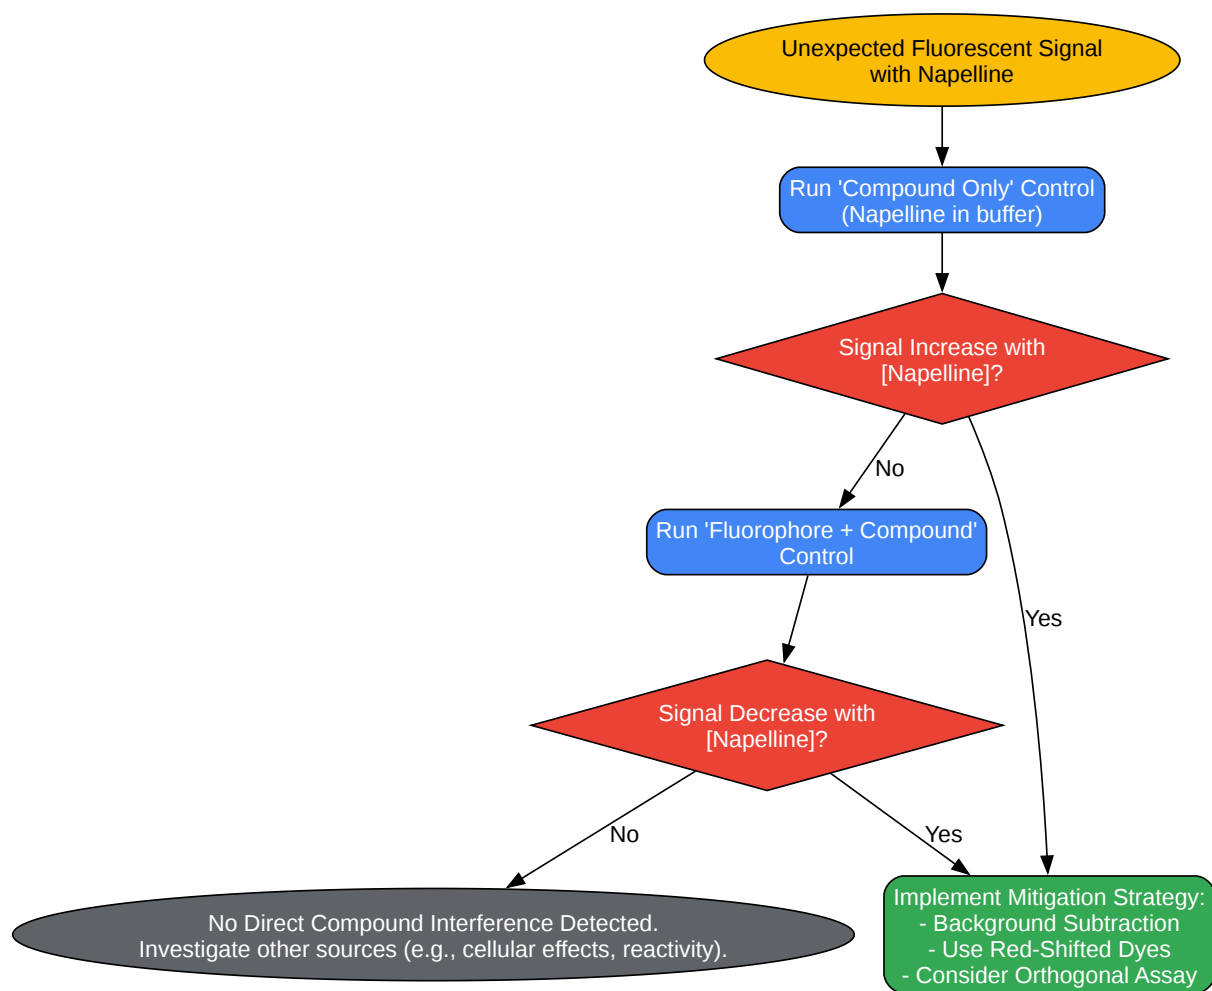 Unexpected Fluorescent Signal
with Napelline
Run 'Compound Only' Control
(Napelline in buffer)
Signal Increase with
[Napelline]?
No
Run 'Fluorophore + Compound'
Control
Yes
Signal Decrease with
[Napelline]?
No
Yes
No Direct Compound Interference Detected.
Investigate other sources (e.g., cellular effects, reactivity).
Implement Mitigation Strategy:
- Background Subtraction
- Use Red-Shifted Dyes
- Consider Orthogonal Assay